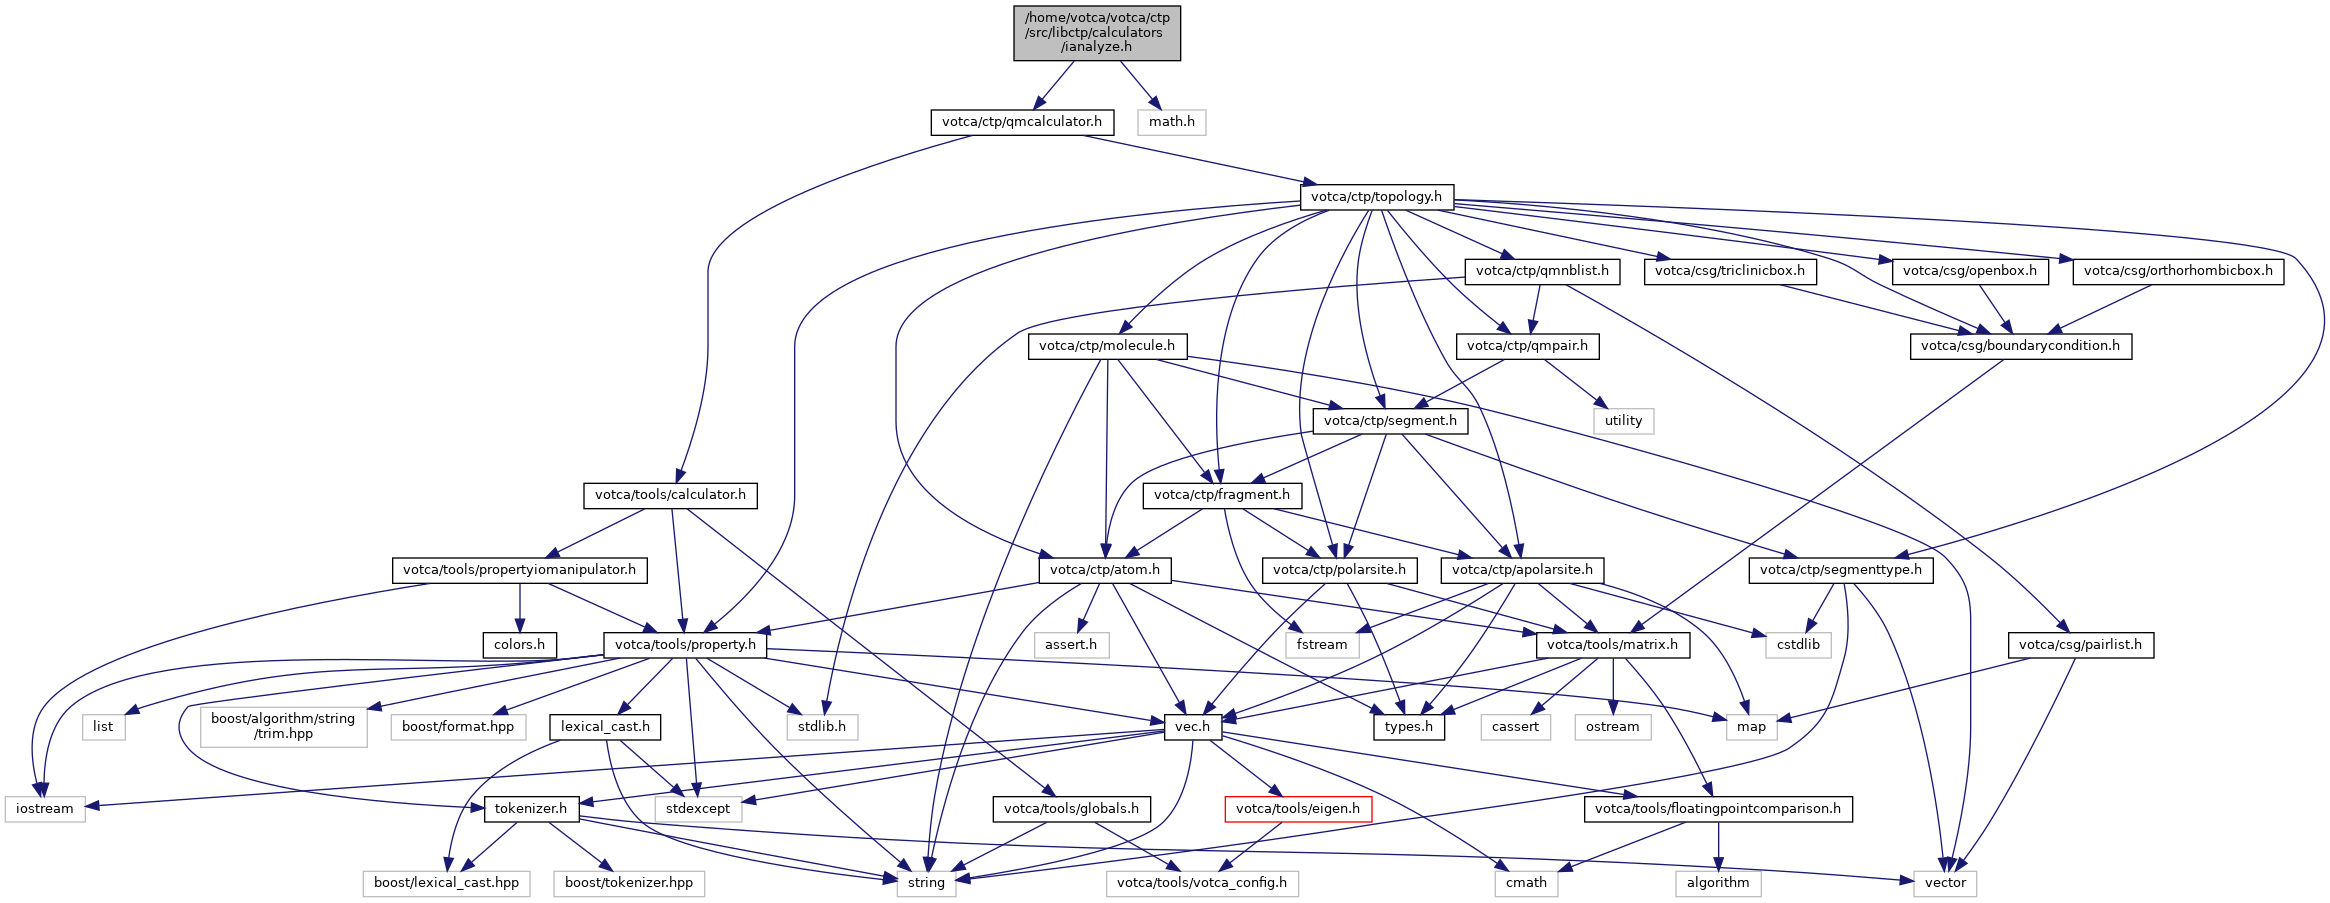 /home/votca/votca/ctp
/src/libctp/calculators
/ianalyze.h
votca/ctp/qmcalculator.h
math.h
votca/ctp/topology.h
votca/ctp/qmnblist.h
votca/csg/triclinicbox.h
votca/csg/openbox.h
votca/csg/orthorhombicbox.h
votca/ctp/molecule.h
votca/ctp/qmpair.h
votca/csg/boundarycondition.h
votca/ctp/segment.h
utility
votca/tools/calculator.h
votca/ctp/fragment.h
votca/tools/propertyiomanipulator.h
votca/ctp/atom.h
votca/ctp/polarsite.h
votca/ctp/apolarsite.h
votca/ctp/segmenttype.h
colors.h
votca/tools/property.h
assert.h
fstream
votca/tools/matrix.h
cstdlib
votca/csg/pairlist.h
list
boost/algorithm/string
/trim.hpp
boost/format.hpp
lexical_cast.h
stdlib.h
vec.h
types.h
cassert
ostream
map
iostream
tokenizer.h
stdexcept
votca/tools/globals.h
votca/tools/eigen.h
votca/tools/floatingpointcomparison.h
boost/lexical_cast.hpp
boost/tokenizer.hpp
string
votca/tools/votca_config.h
cmath
algorithm
vector